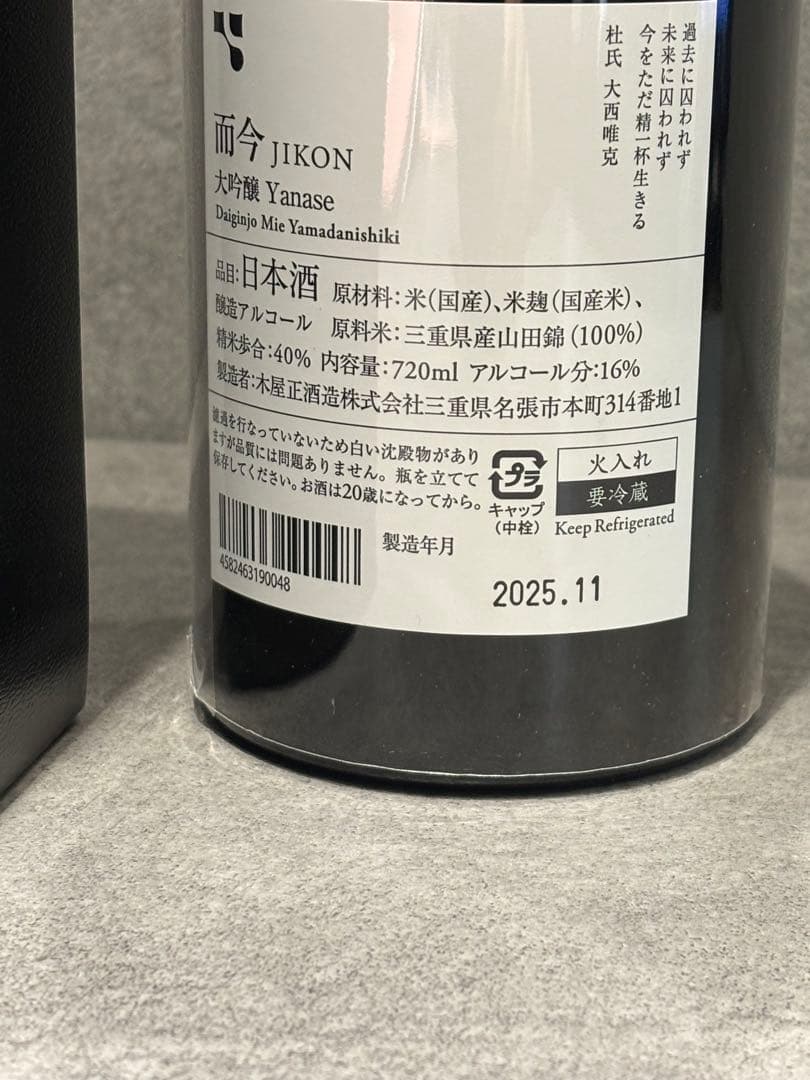 過去に囚われず
未来に囚われず
今をただ精一杯生きる
杜氏 大西唯克
而今 JIKON
大吟醸 Yanase
Daiginjo Mie Yamadanishiki
品目:日本酒 原材料:米(国産)、米麹(国産米)、
醸造アルコール 原料米:三重県産山田錦(100%)
精米歩合:40% 内容量:720ml アルコール分:16%
製造者:木屋正酒造株式会社三重県名張市本町314番地1
濾過を行なっていないため白い沈殿物があり
ますが品質には問題ありません。瓶を立てて
保存してください。お酒は20歳になってから。
プラ
キャップ
(中栓)
火入れ
要冷蔵
Keep Refrigerated
4582463190048
製造年月
2025.11